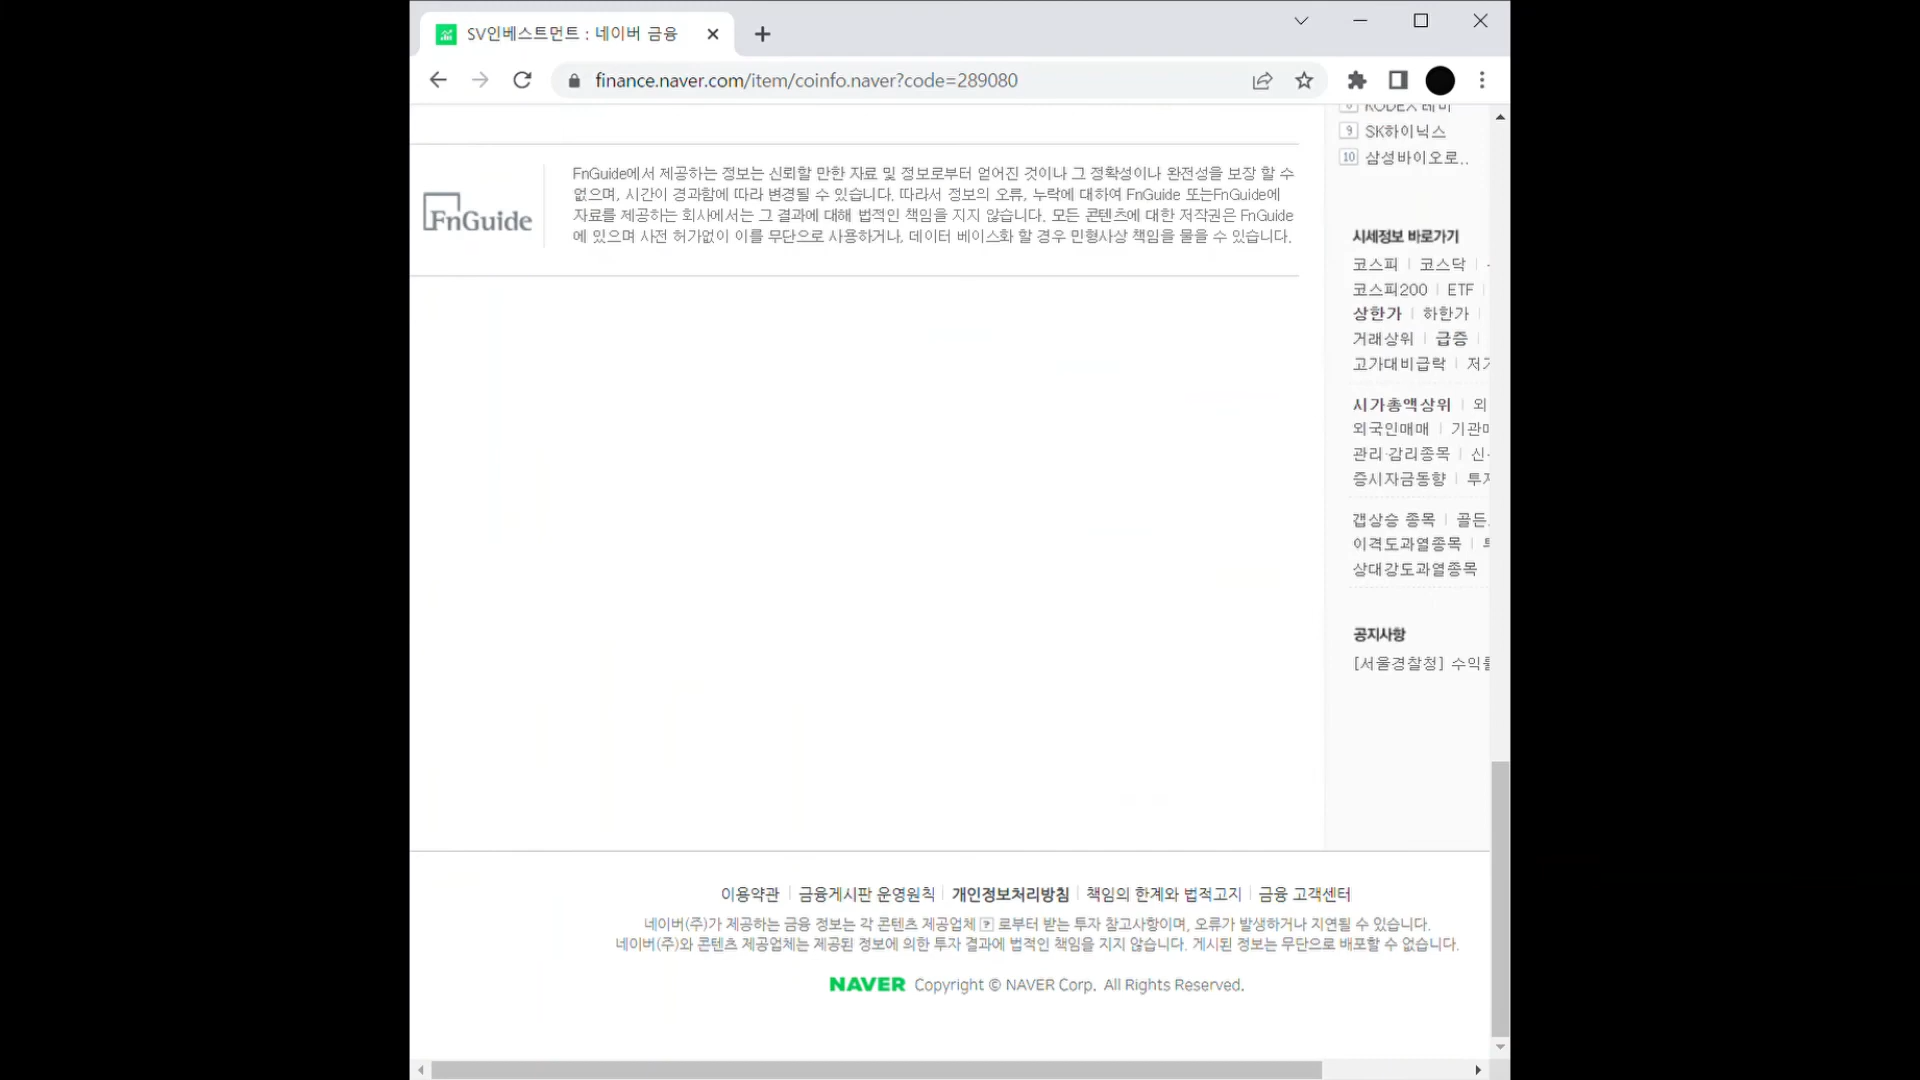 SV인베스트먼트 : 네이버 금융
finance.naver.com/item/coinfo.naver?code=289080
9 SK하이닉스
10 삼성바이오로..
FnGuide
FnGuide에서 제공하는 정보는 신뢰할 만한 자료 및 정보로부터 얻어진 것이나 그 정확성이나 완전성을 보장 할 수
없으며, 시간이 경과함에 따라 변경될 수 있습니다. 따라서 정보의 오류, 누락에 대하여 FnGuide 또는FnGuide에
자료를 제공하는 회사에서는 그 결과에 대해 법적인 책임을 지지 않습니다. 모든 콘텐츠에 대한 저작권은 FnGuide
에 있으며 사전 허가없이 이를 무단으로 사용하거나, 데이터 베이스화 할 경우 민형사상 책임을 물을 수 있습니다.
시세정보 바로가기
코스피 | 코스닥 |
코스피200 | ETF |
상한가 | 하한가 |
거래상위 | 급증 |
고가대비급락 |
시가총액상위 | 외
외국인매매 |
관리·감리종목 |
증시자금동향 |
갭상승 종목 |
이격도과열종목 |
상대강도과열종목
공지사항
[서울경찰청]
이용약관 | 금융게시판 운영원칙 | 개인정보처리방침 | 책임의 한계와 법적고지 | 금융 고객센터
네이버(주)가 제공하는 금융 정보는 각 콘텐츠 제공업체 ? 로부터 받는 투자 참고사항이며, 오류가 발생하거나 지연될 수 있습니다.
네이버(주)와 콘텐츠 제공업체는 제공된 정보에 의한 투자 결과에 법적인 책임을 지지 않습니다. 게시된 정보는 무단으로 배포할 수 없습니다.
NAVER Copyright © NAVER Corp. All Rights Reserved.